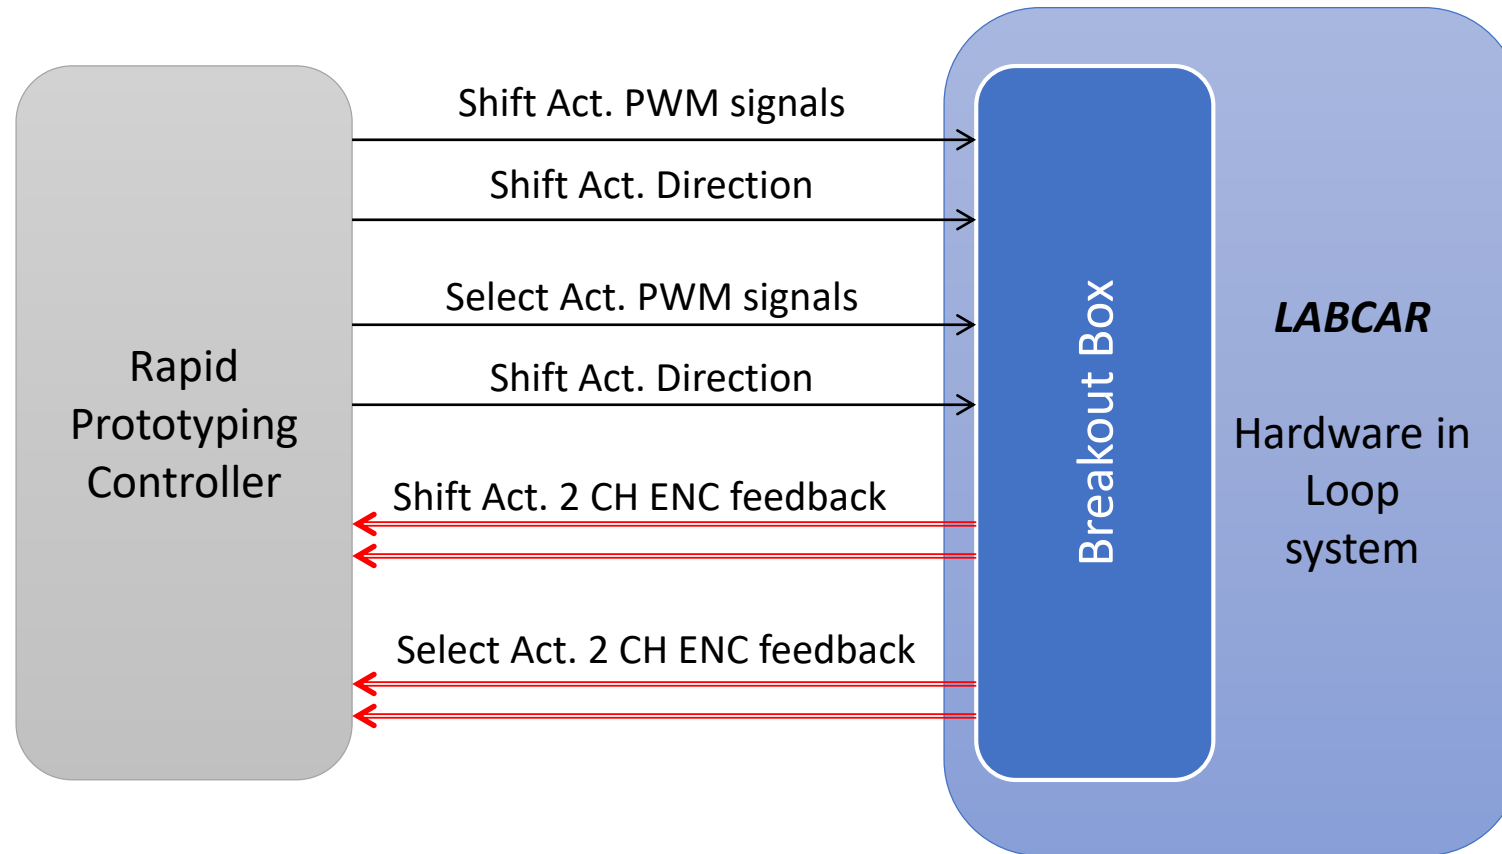 Shift Act. PWM signals
Shift Act. Direction
Select Act. PWM signals
Shift Act. Direction
Shift Act. 2 CH ENC feedback
Select Act. 2 CH ENC feedback
Rapid
Prototyping
Controller
Breakout Box
LABCAR
Hardware in
Loop
system